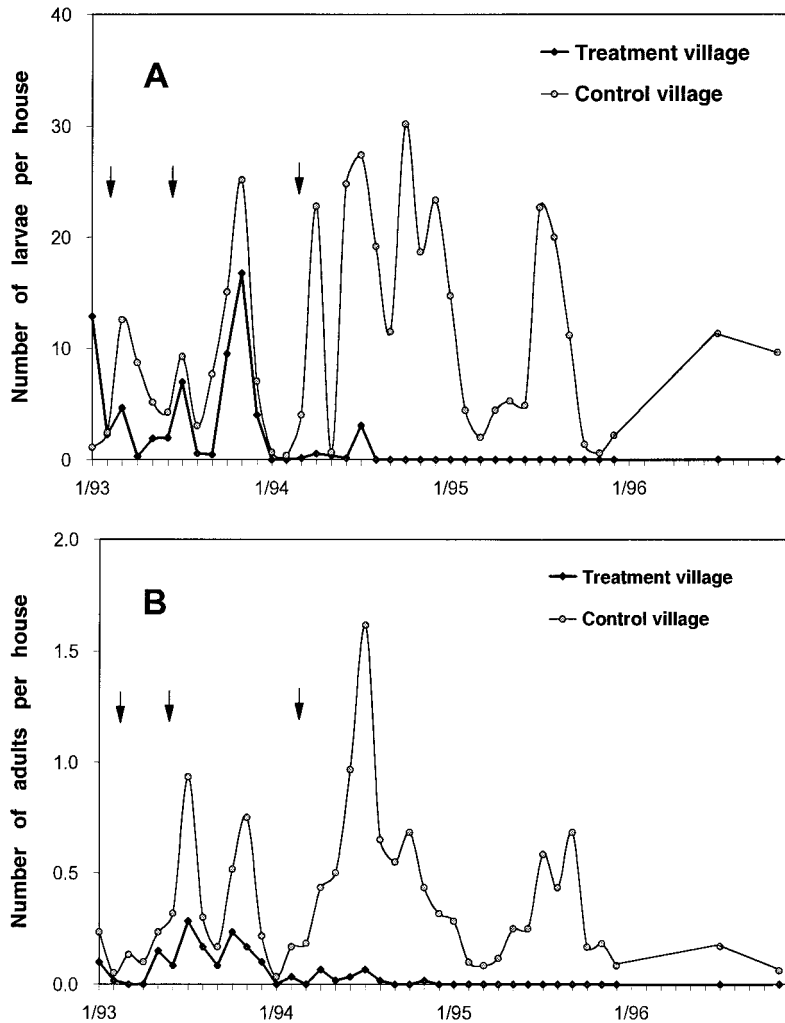 40
30
20
10
0
Number of larvae per house
A
Treatment village
Control village
1/93
1/94
1/95
1/96
2.0
1.5
1.0
0.5
0.0
Number of adults per house
B
Treatment village
Control village
1/93
1/94
1/95
1/96